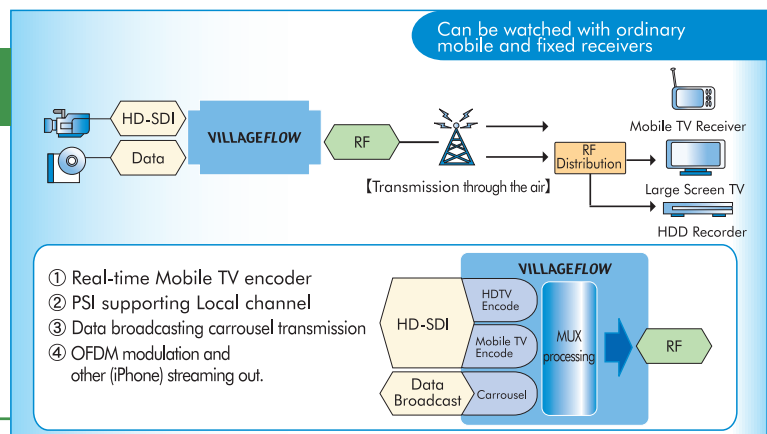 Can be watched with ordinary
mobile and fixed receivers
HD-SDI
Data
VILLAGEFLOW
RF
【Transmission through the air】
RF
Distribution
Mobile TV Receiver
Large Screen TV
HDD Recorder
① Real-time Mobile TV encoder
② PSI supporting Local channel
③ Data broadcasting carrousel transmission
④ OFDM modulation and
other (iPhone) streaming out.
VILLAGEFLOW
HD-SDI
HDTV
Encode
Mobile TV
Encode
Data
Broadcast
Carrousel
MUX
processing
RF